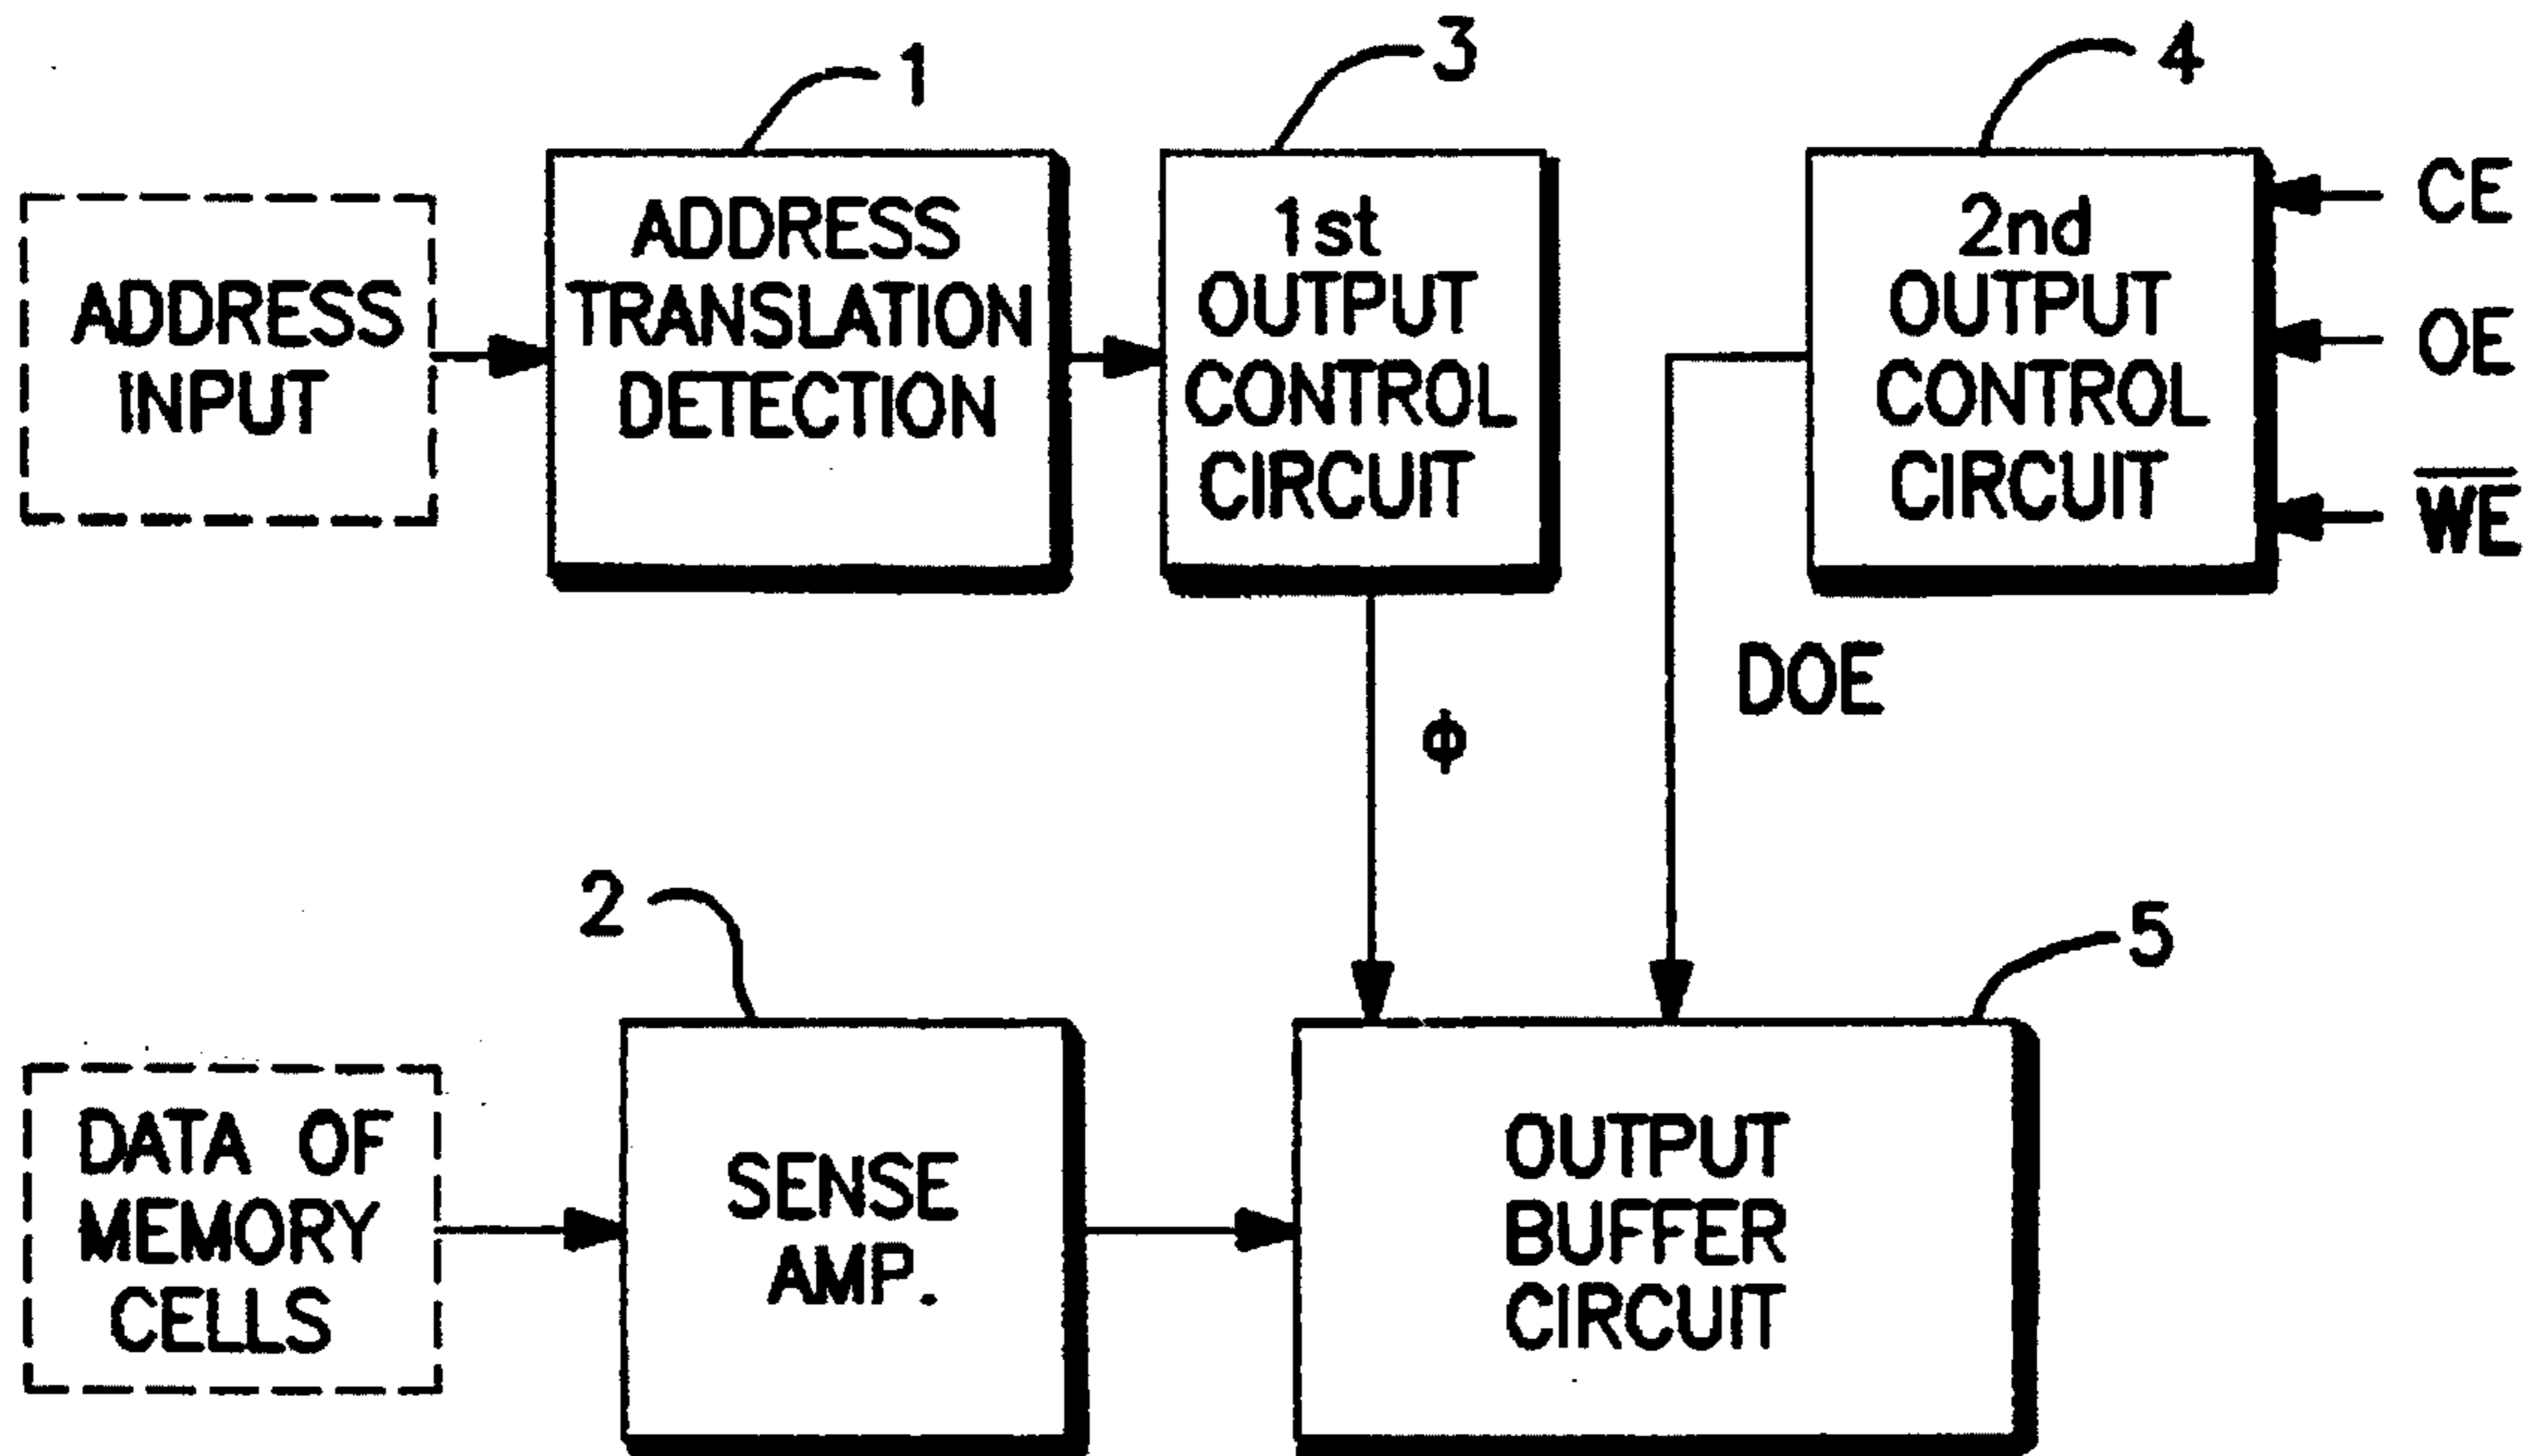 1
3
4
ADDRESS
INPUT
ADDRESS
TRANSLATION
DETECTION
1st
OUTPUT
CONTROL
CIRCUIT
2nd
OUTPUT
CONTROL
CIRCUIT
CE
OE
W̅E̅
ϕ
DOE
2
5
DATA OF
MEMORY
CELLS
SENSE
AMP.
OUTPUT
BUFFER
CIRCUIT